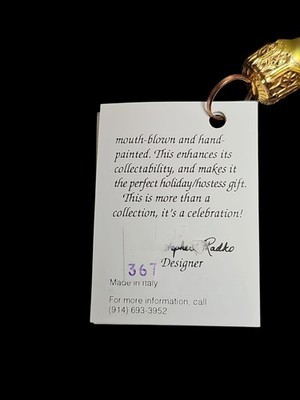 mouth-blown and hand-
painted. This enhances its
collectability, and makes it
the perfect holiday/hostess gift.
This is more than a
collection, it's a celebration!
Radko
367
Designer
Made in Italy
For more information, call
(914) 693-3952